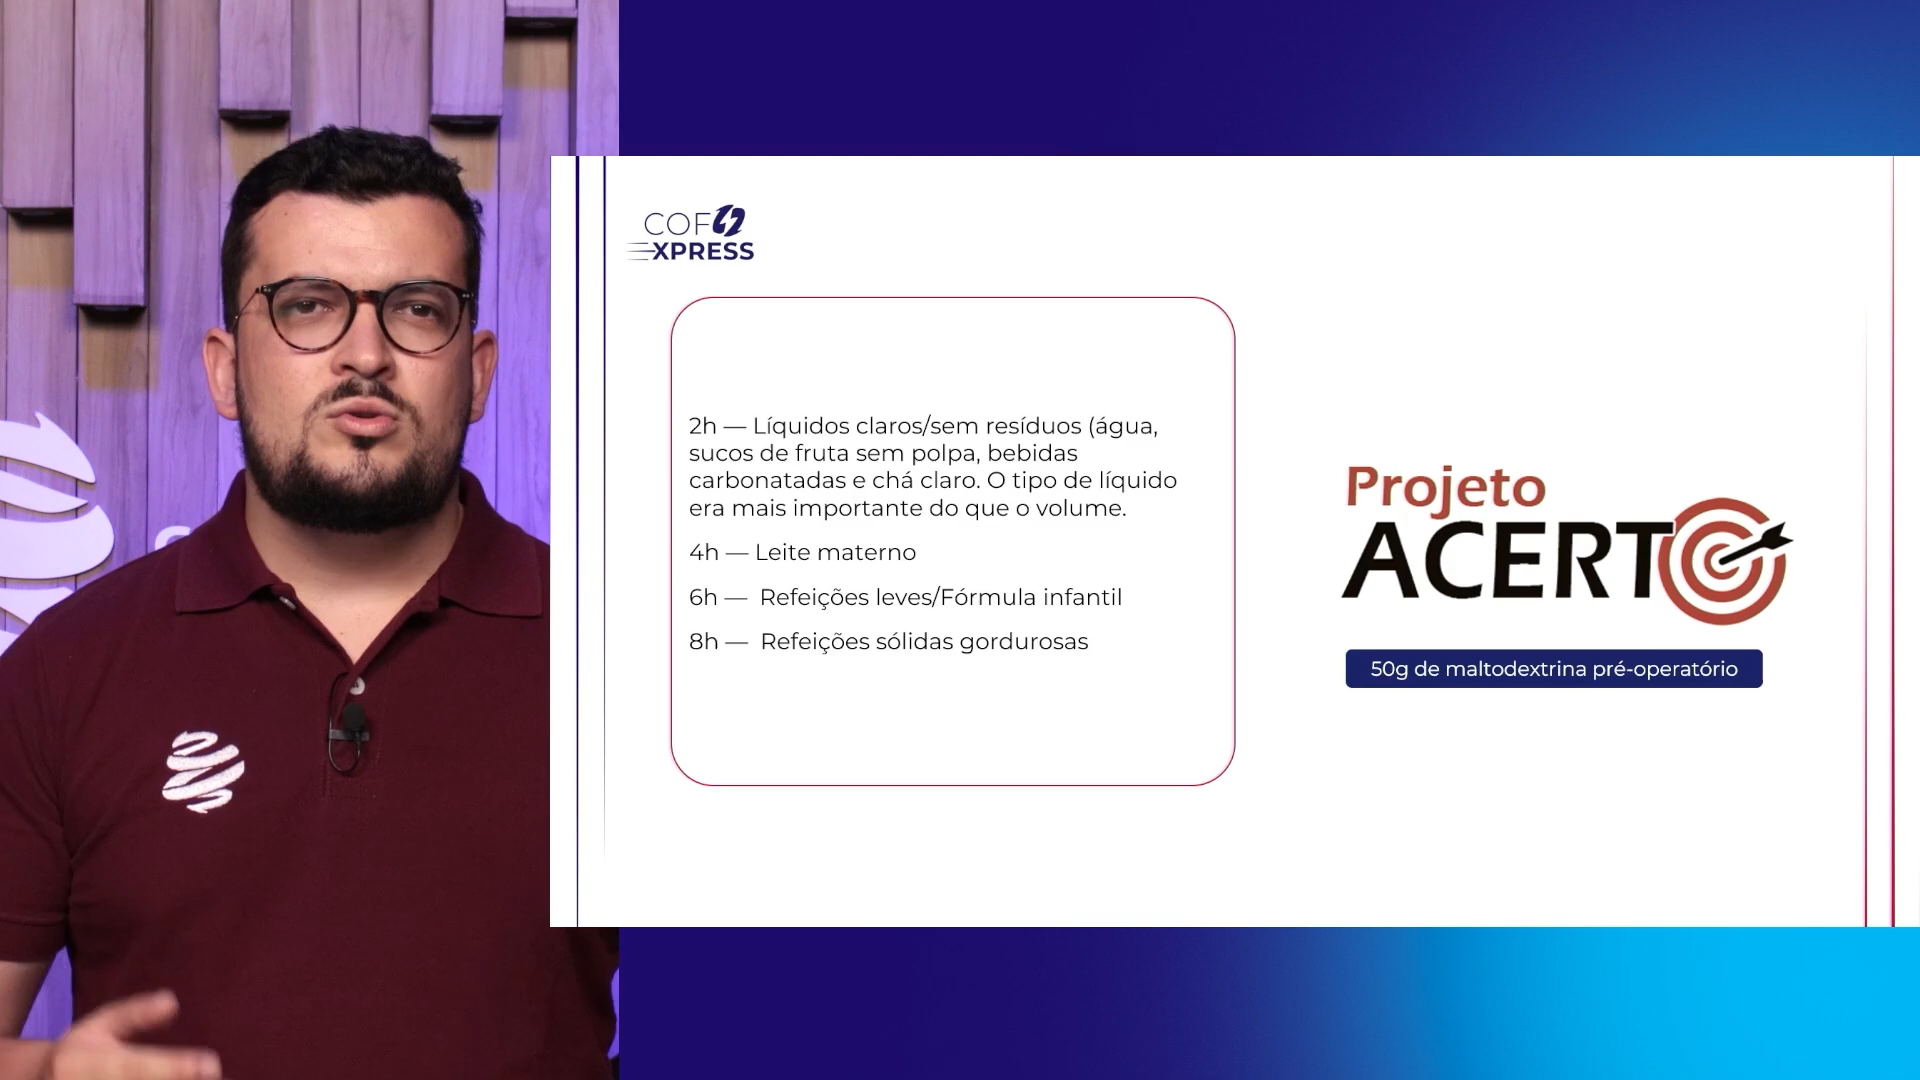 COF
XPRESS
2h — Líquidos claros/sem resíduos (água,
sucos de fruta sem polpa, bebidas
carbonatadas e chá claro. O tipo de líquido
era mais importante do que o volume.
4h — Leite materno
6h — Refeições leves/Fórmula infantil
8h — Refeições sólidas gordurosas
Projeto
ACERTO
50g de maltodextrina pré-operatório